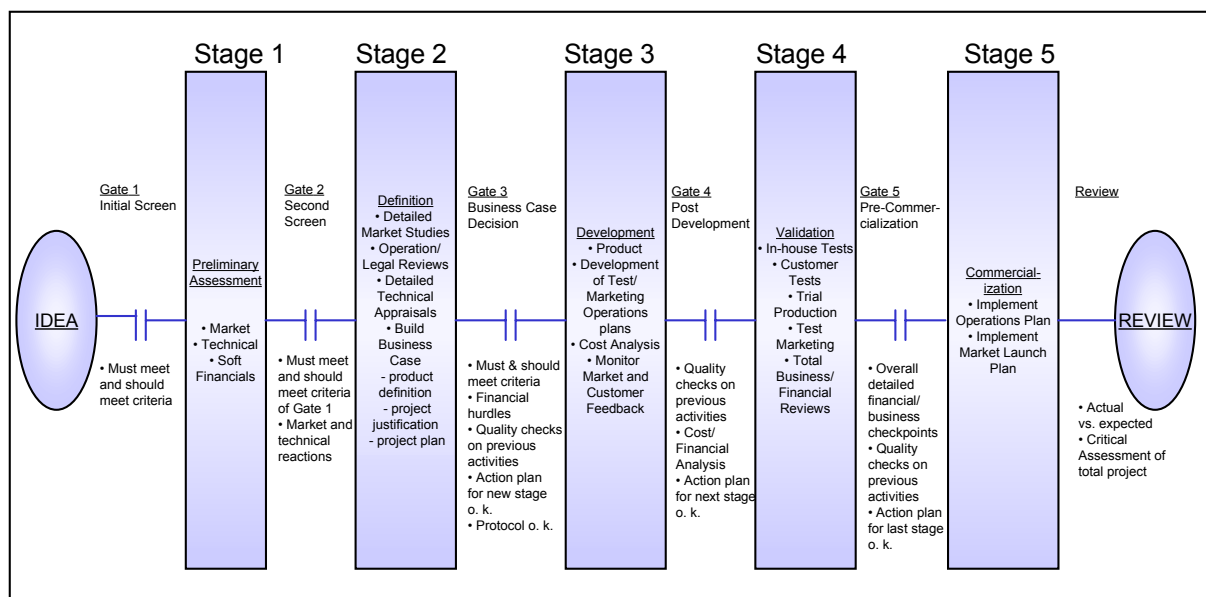 Stage 1
Stage 2
Stage 3
Stage 4
Stage 5
IDEA
Gate 1
Initial Screen
• Must meet
and should
meet criteria
Preliminary
Assessment
• Market
• Technical
• Soft
Financials
Gate 2
Second
Screen
• Must meet
and should
meet criteria
of Gate 1
• Market and
technical
reactions
Definition
• Detailed
Market Studies
• Operation/
Legal Reviews
• Detailed
Technical
Appraisals
• Build
Business
Case
- product
definition
- project
justification
- project plan
Gate 3
Business Case
Decision
• Must & should
meet criteria
• Financial
hurdles
• Quality checks
on previous
activities
• Action plan
for new stage
o. k.
• Protocol o. k.
Development
• Product
• Development
of Test/
Marketing
Operations
plans
• Cost Analysis
• Monitor
Market and
Customer
Feedback
Gate 4
Post
Development
• Quality
checks on
previous
activities
• Cost/
Financial
Analysis
• Action plan
for next stage
o. k.
Validation
• In-house Tests
• Customer
Tests
• Trial
Production
• Test
Marketing
• Total
Business/
Financial
Reviews
Gate 5
Pre-Commer-
cialization
• Overall
detailed
financial/
business
checkpoints
• Quality
checks on
previous
activities
• Action plan
for last stage
o. k.
Commercial-
ization
• Implement
Operations Plan
• Implement
Market Launch
Plan
Review
REVIEW
• Actual
vs. expected
• Critical
Assessment of
total project